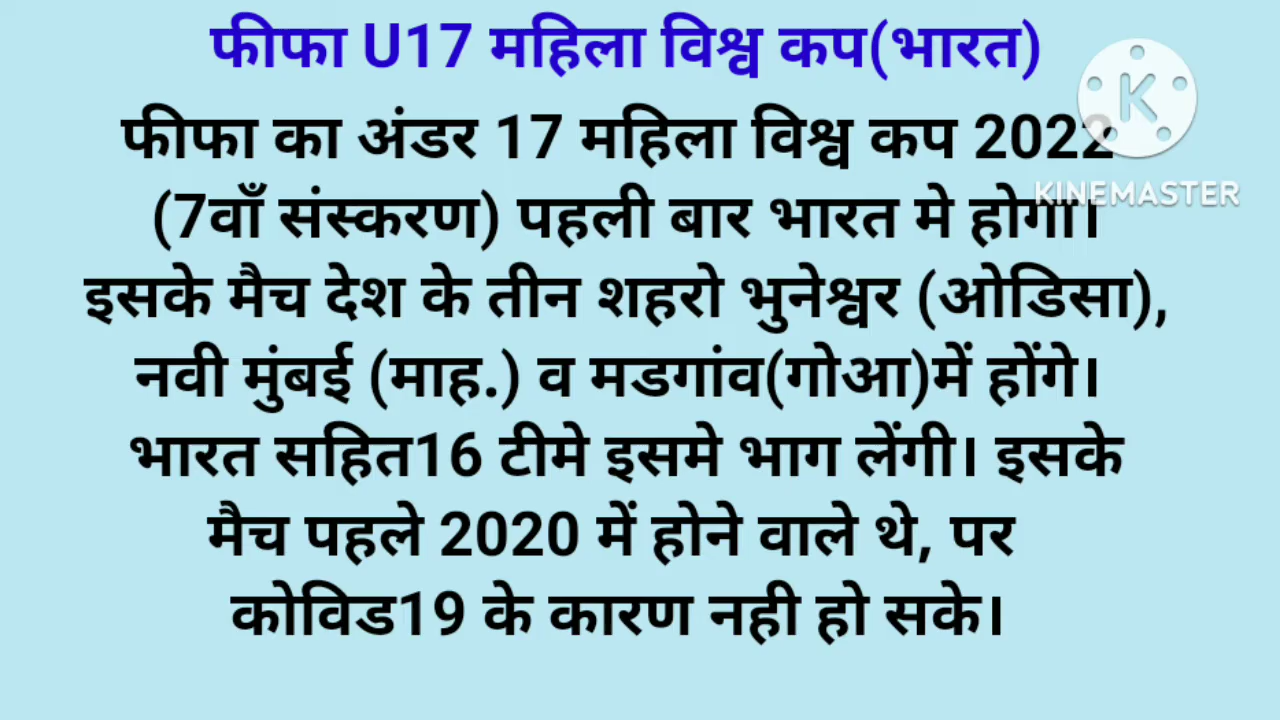 फीफा U17 महिला विश्व कप(भारत)
फीफा का अंडर 17 महिला विश्व कप 2022
(7वाँ संस्करण) पहली बार भारत मे होगा।
इसके मैच देश के तीन शहरो भुनेश्वर (ओडिसा),
नवी मुंबई (माह.) व मडगांव(गोआ)में होंगे।
भारत सहित16 टीमे इसमे भाग लेंगी। इसके
मैच पहले 2020 में होने वाले थे, पर
कोविड19 के कारण नही हो सके।
K
KINEMASTER